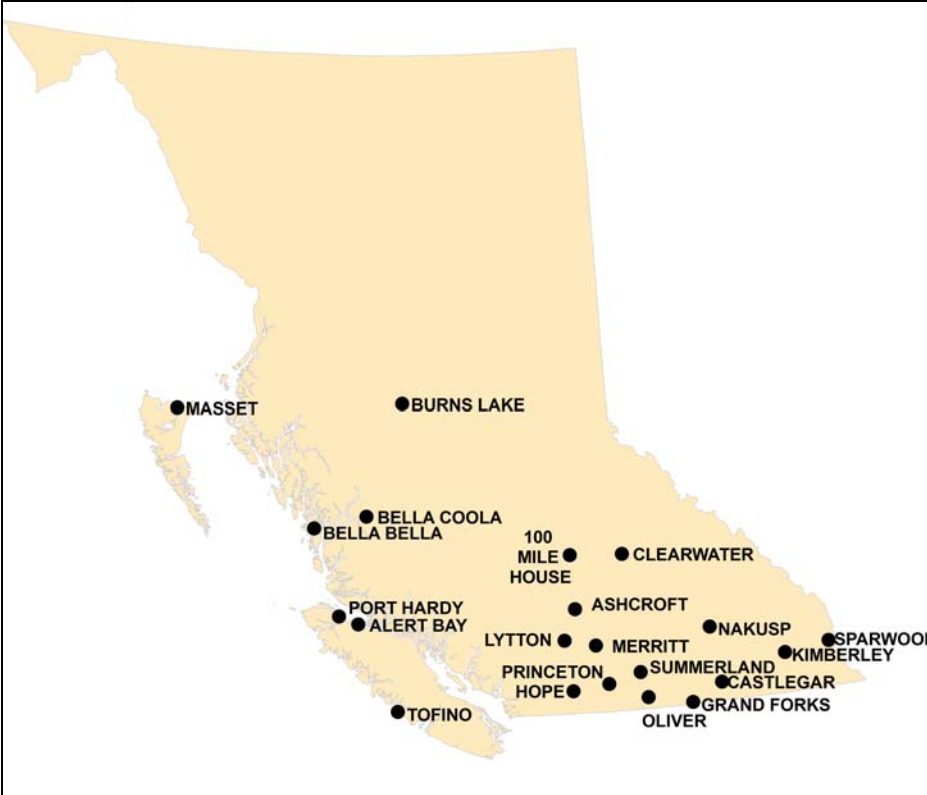 BURNS LAKE
MASSET
BELLA COOLA
BELLA BELLA
100
MILE
HOUSE
CLEARWATER
PORT HARDY
ALERT BAY
ASHCROFT
NAKUSP
LYTTON
MERRITT
SPARWOOD
KIMBERLEY
PRINCETON
SUMMERLAND
HOPE
CASTLEGAR
GRAND FORKS
OLIVER
TOFINO